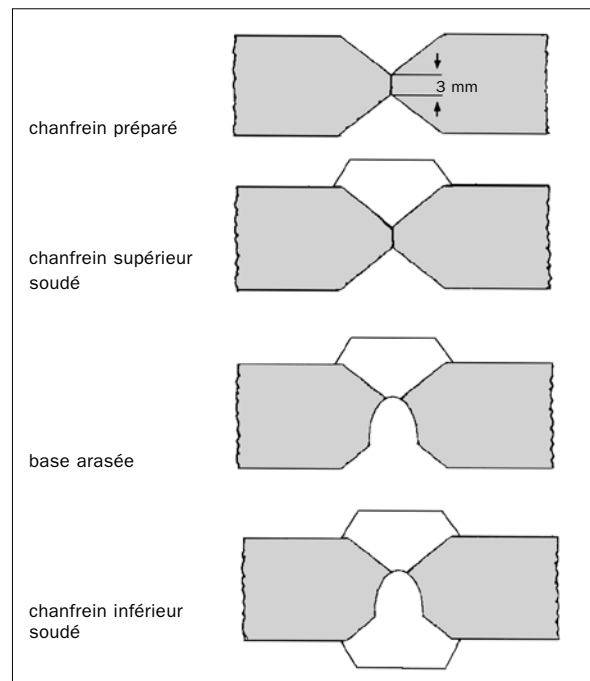 3 mm
chanfrein préparé
chanfrein supérieur
soudé
base arasée
chanfrein inférieur
soudé